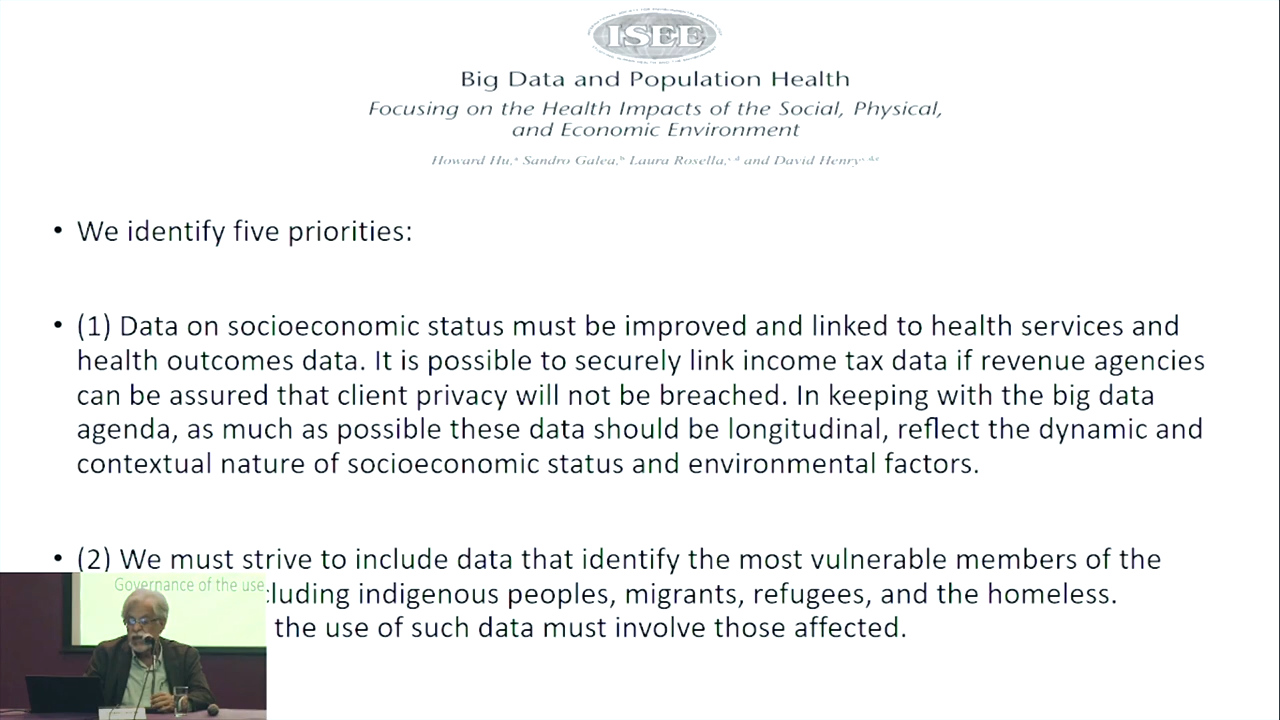 ISEE
Big Data and Population Health
Focusing on the Health Impacts of the Social, Physical,
and Economic Environment
Howard Hu, Sandro Galea, Laura Rosella, and David Henry
• We identify five priorities:
• (1) Data on socioeconomic status must be improved and linked to health services and
health outcomes data. It is possible to securely link income tax data if revenue agencies
can be assured that client privacy will not be breached. In keeping with the big data
agenda, as much as possible these data should be longitudinal, reflect the dynamic and
contextual nature of socioeconomic status and environmental factors.
• (2) We must strive to include data that identify the most vulnerable members of the
cluding indigenous peoples, migrants, refugees, and the homeless.
the use of such data must involve those affected.
Governance of the use